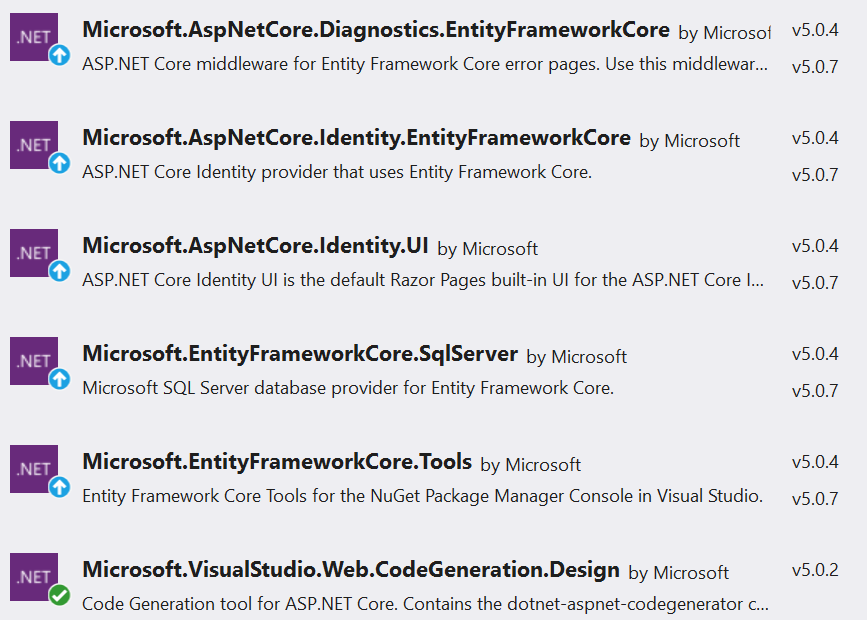 .NET Microsoft.AspNetCore.Diagnostics.EntityFrameworkCore by Microsof v5.0.4
ASP.NET Core middleware for Entity Framework Core error pages. Use this middlewar... v5.0.7
.NET Microsoft.AspNetCore.Identity.EntityFrameworkCore by Microsoft v5.0.4
ASP.NET Core Identity provider that uses Entity Framework Core. v5.0.7
.NET Microsoft.AspNetCore.Identity.UI by Microsoft v5.0.4
ASP.NET Core Identity UI is the default Razor Pages built-in UI for the ASP.NET Core I... v5.0.7
.NET Microsoft.EntityFrameworkCore.SqlServer by Microsoft v5.0.4
Microsoft SQL Server database provider for Entity Framework Core. v5.0.7
.NET Microsoft.EntityFrameworkCore.Tools by Microsoft v5.0.4
Entity Framework Core Tools for the NuGet Package Manager Console in Visual Studio. v5.0.7
.NET Microsoft.VisualStudio.Web.CodeGeneration.Design by Microsoft v5.0.2
Code Generation tool for ASP.NET Core. Contains the dotnet-aspnet-codegenerator c...